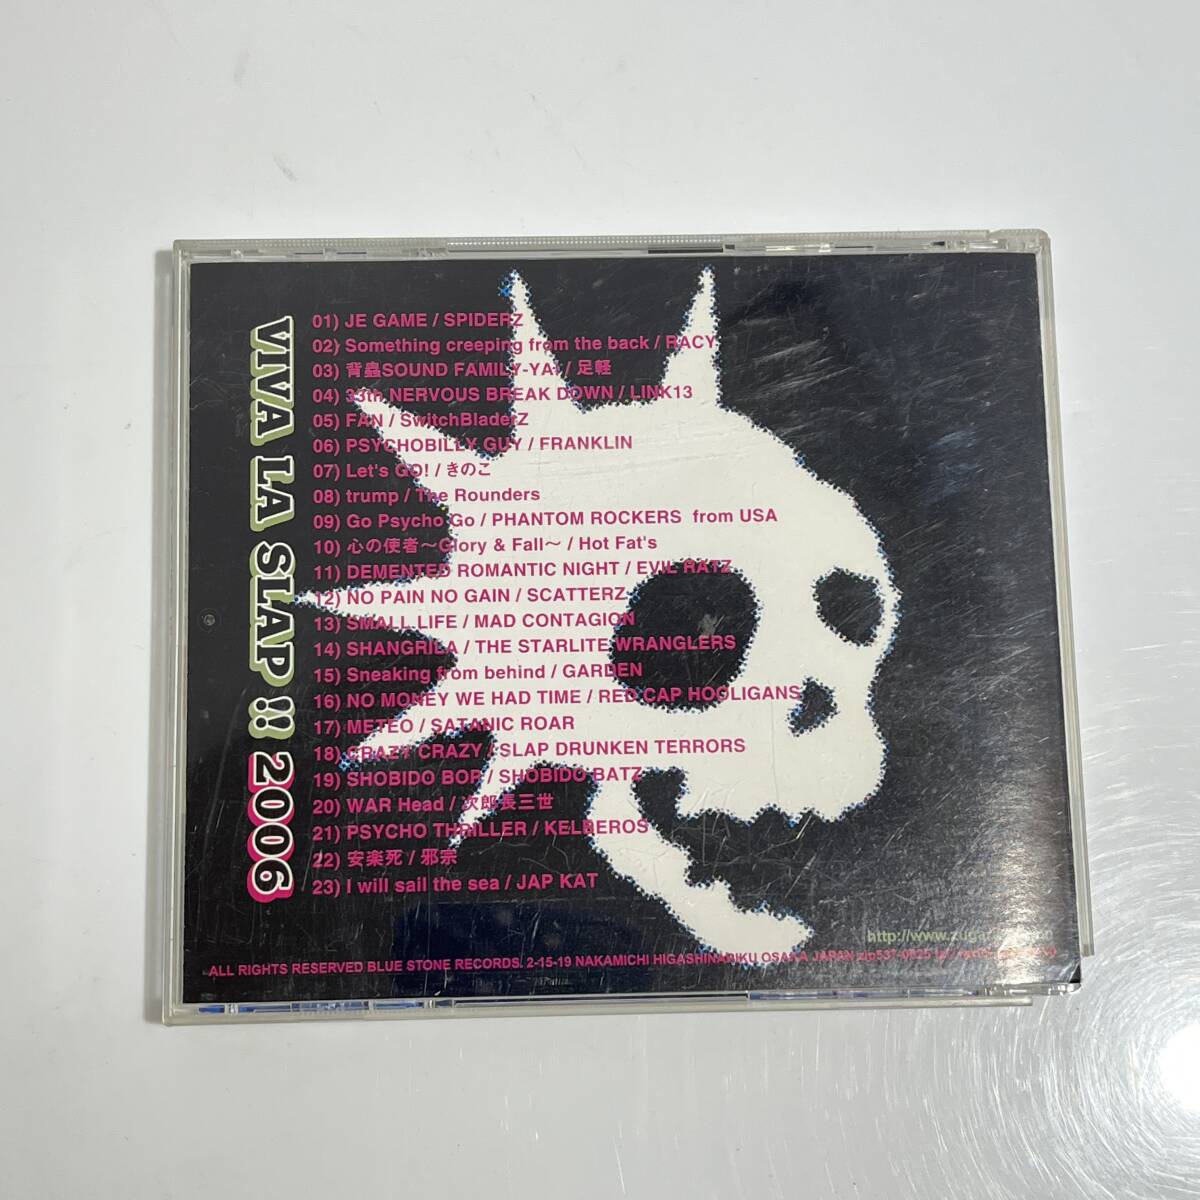 VIVA LA SLAP !! 2006
01) JE GAME / SPIDERZ
02) Something creeping from the back / RACY
03) 背蟲SOUND FAMILY-YA! / 足軽
04) 33th NERVOUS BREAK DOWN / LINK13
05) FAN / SwitchBladerZ
06) PSYCHOBILLY GUY / FRANKLIN
07) Let's GO! / きのこ
08) trump / The Rounders
09) Go Psycho Go / PHANTOM ROCKERS from USA
10) 心の使者〜Glory & Fall〜 / Hot Fat's
11) DEMENTED ROMANTIC NIGHT / EVIL RATZ
12) NO PAIN NO GAIN / SCATTERZ
13) SMALL LIFE / MAD CONTAGION
14) SHANGRILA / THE STARLITE WRANGLERS
15) Sneaking from behind / GARDEN
16) NO MONEY WE HAD TIME / RED CAP HOOLIGANS
17) METEO / SATANIC ROAR
18) CRAZY CRAZY / SLAP DRUNKEN TERRORS
19) SHOBIDO BOP / SHOBIDO BATZ
20) WAR Head / 次郎長三世
21) PSYCHO THRILLER / KELBEROS
22) 安楽死 / 邪宗
23) I will sail the sea / JAP KAT
ALL RIGHTS RESERVED BLUE STONE RECORDS. 2-15-19 NAKAMICHI HIGASHINARIKU OSAKA JAPAN zip537-0025